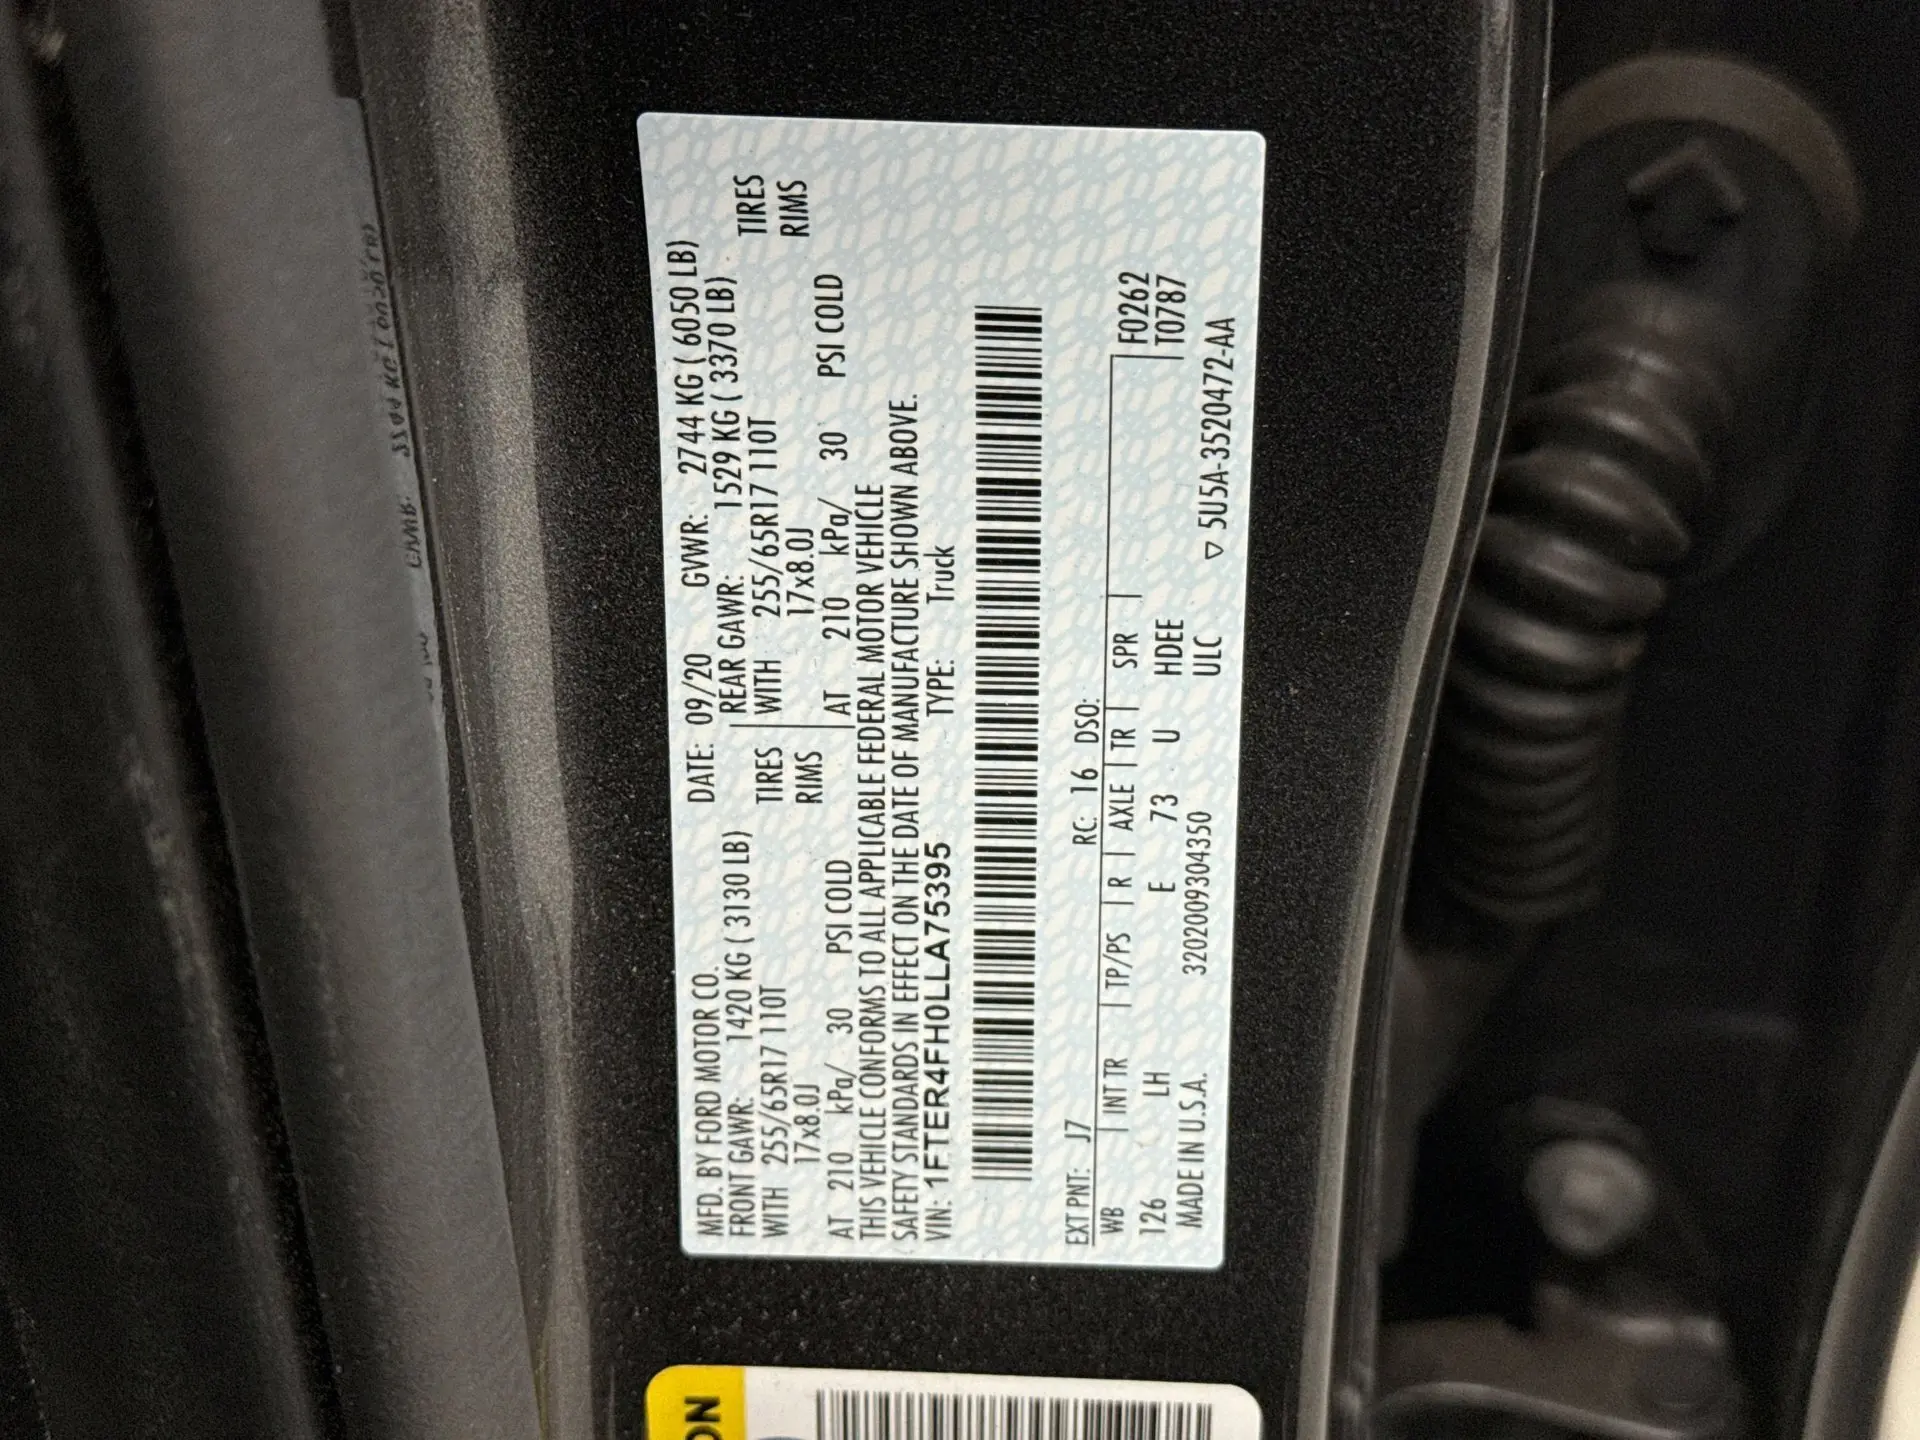 MFD. BY FORD MOTOR CO. DATE: 09/20 GVWR: 2744 KG ( 6050 LB)
FRONT GAWR: 1420 KG ( 3130 LB) REAR GAWR: 1529 KG ( 3370 LB)
WITH 255/65R17 110T TIRES WITH 255/65R17 110T TIRES
17x8.0J RIMS 17x8.0J RIMS
AT 210 kPa/ 30 PSI COLD AT 210 kPa/ 30 PSI COLD
THIS VEHICLE CONFORMS TO ALL APPLICABLE FEDERAL MOTOR VEHICLE
SAFETY STANDARDS IN EFFECT ON THE DATE OF MANUFACTURE SHOWN ABOVE.
VIN: 1FTER4FH0LLA75395 TYPE: Truck
EXT PNT: J7 RC: 16 DSO:
WB | INT TR | TP/PS | R | AXLE | TR | SPR F0262
126 LH E 73 U HDEE T0787
MADE IN U.S.A. 320200930435​0 ULC ▽ 5U5A-3520472-AA
ON